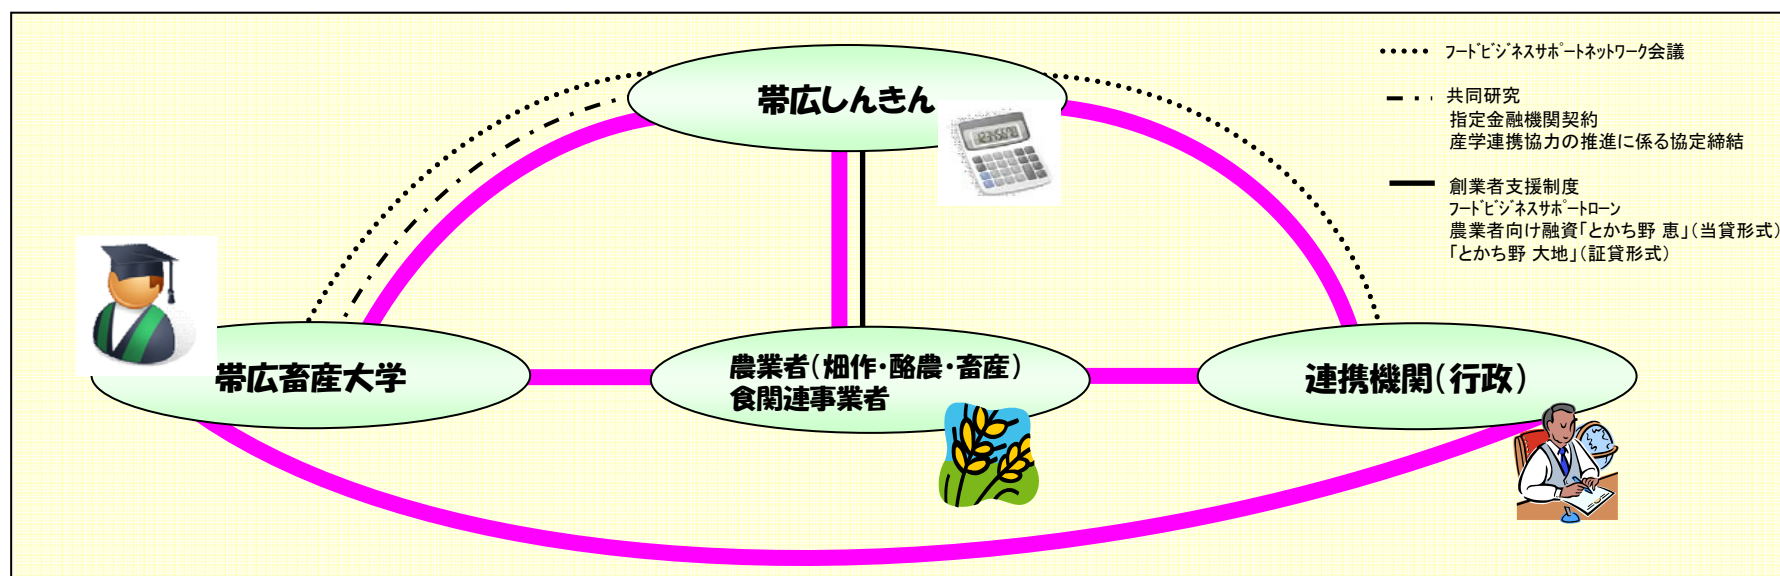 帯広しんきん
帯広畜産大学
農業者(畑作・酪農・畜産)
食関連事業者
連携機関(行政)
ﾌｰﾄﾞﾋﾞｼﾞﾈｽｻﾎﾟｰﾄﾈｯﾄﾜｰｸ会議
共同研究
指定金融機関契約
産学連携協力の推進に係る協定締結
創業者支援制度
ﾌｰﾄﾞﾋﾞｼﾞﾈｽｻﾎﾟｰﾄﾛｰﾝ
農業者向け融資「とかち野 恵」(当貸形式)
「とかち野 大地」(証貸形式)